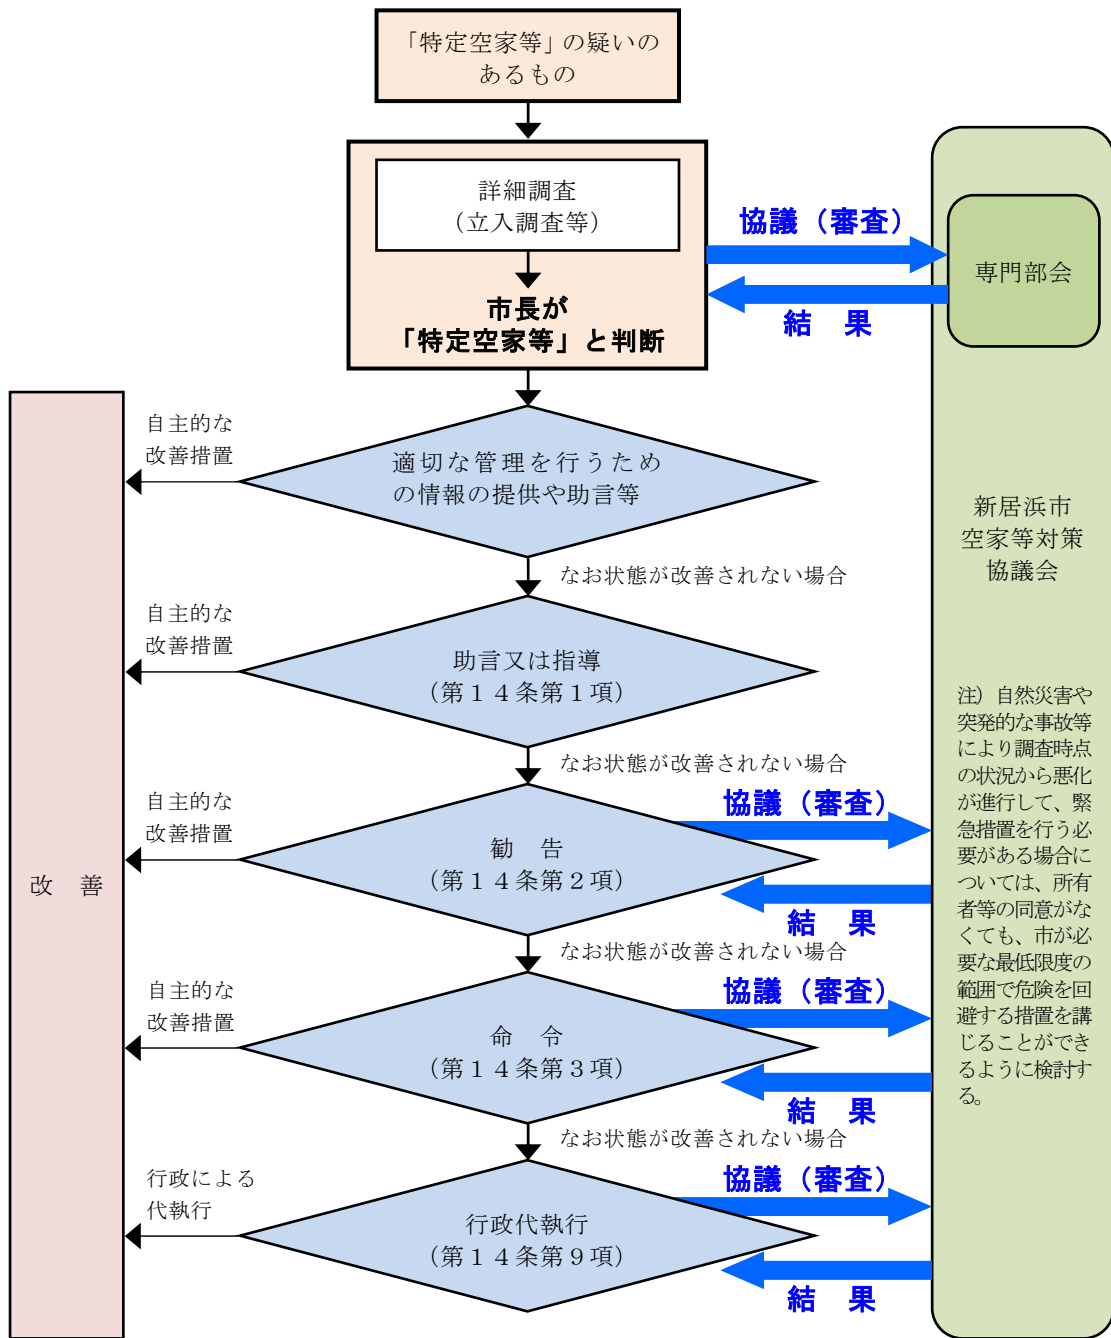 「特定空家等」の疑いの
あるもの
詳細調査
（立入調査等）
市長が
「特定空家等」と判断
協議（審査）
結　果
専門部会
自主的な
改善措置
適切な管理を行うため
の情報の提供や助言等
なお状態が改善されない場合
自主的な
改善措置
助言又は指導
（第１４条第１項）
なお状態が改善されない場合
自主的な
改善措置
勧　告
（第１４条第２項）
協議（審査）
結　果
なお状態が改善されない場合
自主的な
改善措置
命　令
（第１４条第３項）
協議（審査）
結　果
なお状態が改善されない場合
行政による
代執行
行政代執行
（第１４条第９項）
協議（審査）
結　果
改　善
新居浜市
空家等対策
協議会
注）自然災害や
突発的な事故等
により調査時点
の状況から悪化
が進行して、緊
急措置を行う必
要がある場合に
ついては、所有
者等の同意がな
くても、市が必
要な最低限度の
範囲で危険を回
避する措置を講
じることができ
るように検討す
る。